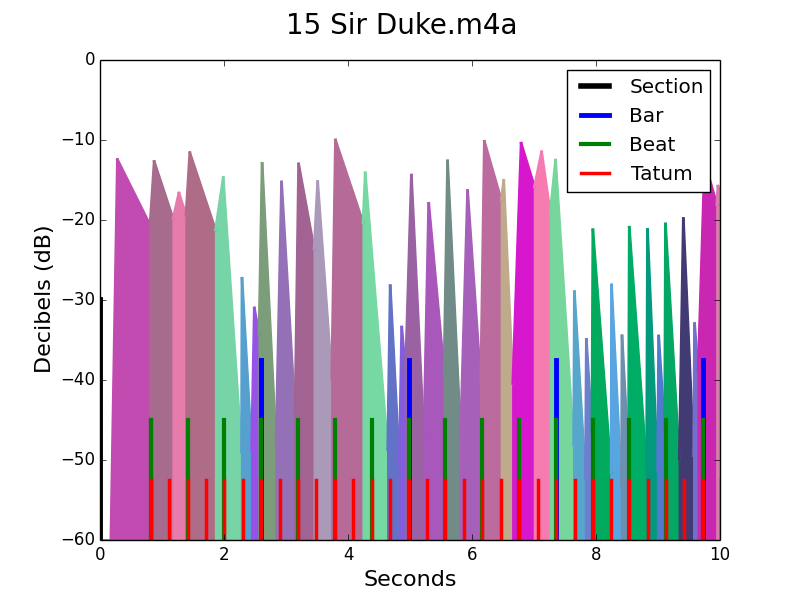 15 Sir Duke.m4a
Section
Bar
Beat
Tatum
Decibels (dB)
0
−10
−20
−30
−40
−50
−60
0 2 4 6 8 10
Seconds